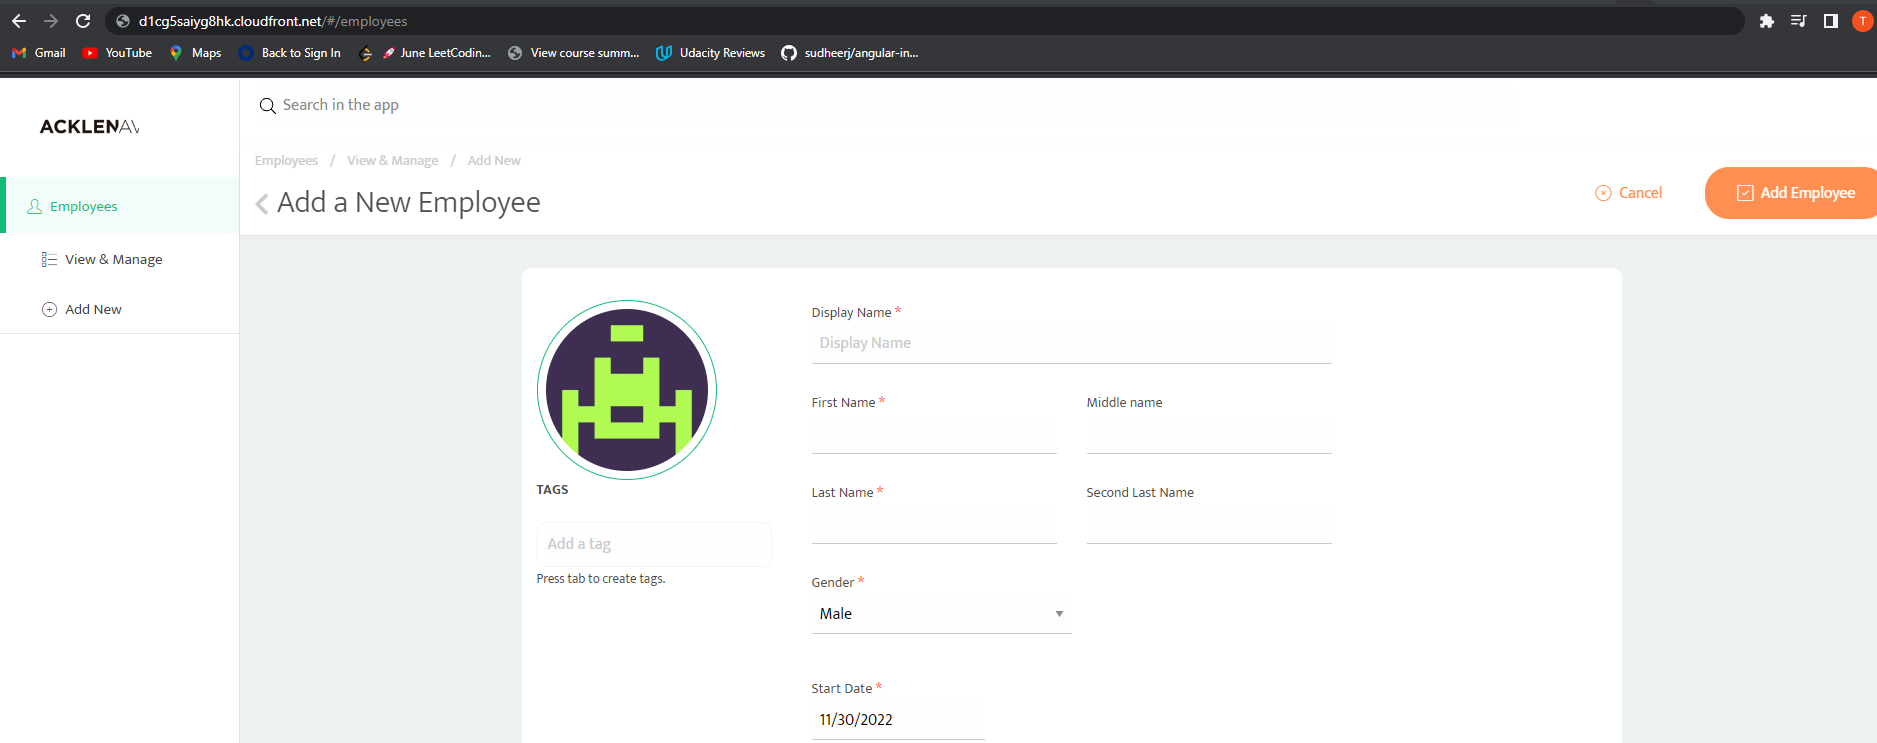 d1cg5saiyg8hk.cloudfront.net/#/employees
T
Gmail YouTube Maps Back to Sign In June LeetCodin... View course summ... Udacity Reviews sudheerj/angular-in...
ACKLENAV
Search in the app
Employees / View & Manage / Add New
Add a New Employee
Cancel
Add Employee
Employees
View & Manage
Add New
TAGS
Add a tag
Press tab to create tags.
Display Name *
Display Name
First Name * Middle name
Last Name * Second Last Name
Gender *
Male
Start Date *
11/30/2022